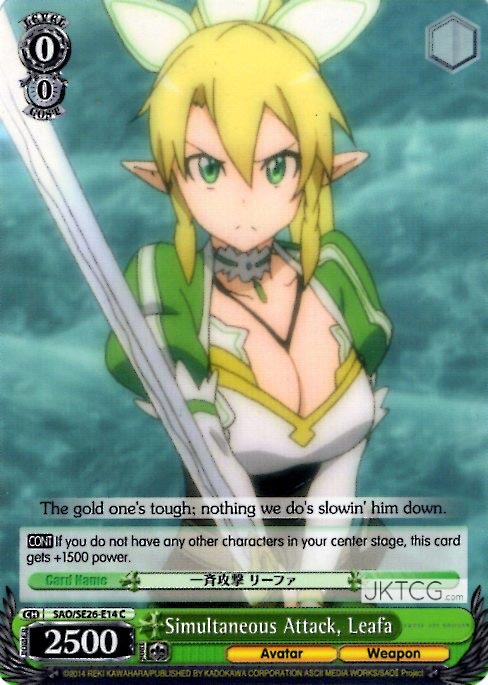 LEVEL
0
0
COST
The gold one's tough; nothing we do's slowin' him down.
CONT If you do not have any other characters in your center stage, this card
gets +1500 power.
Card Name
一斉攻撃 リーファ
JKTCG.com
CH SAO/SE26-E14 C
Simultaneous Attack, Leafa
POWER
2500
SOUL
Avatar
Weapon
©2014 REKI KAWAHARA/PUBLISHED BY KADOKAWA CORPORATION ASCII MEDIA WORKS/SAOⅡ Project